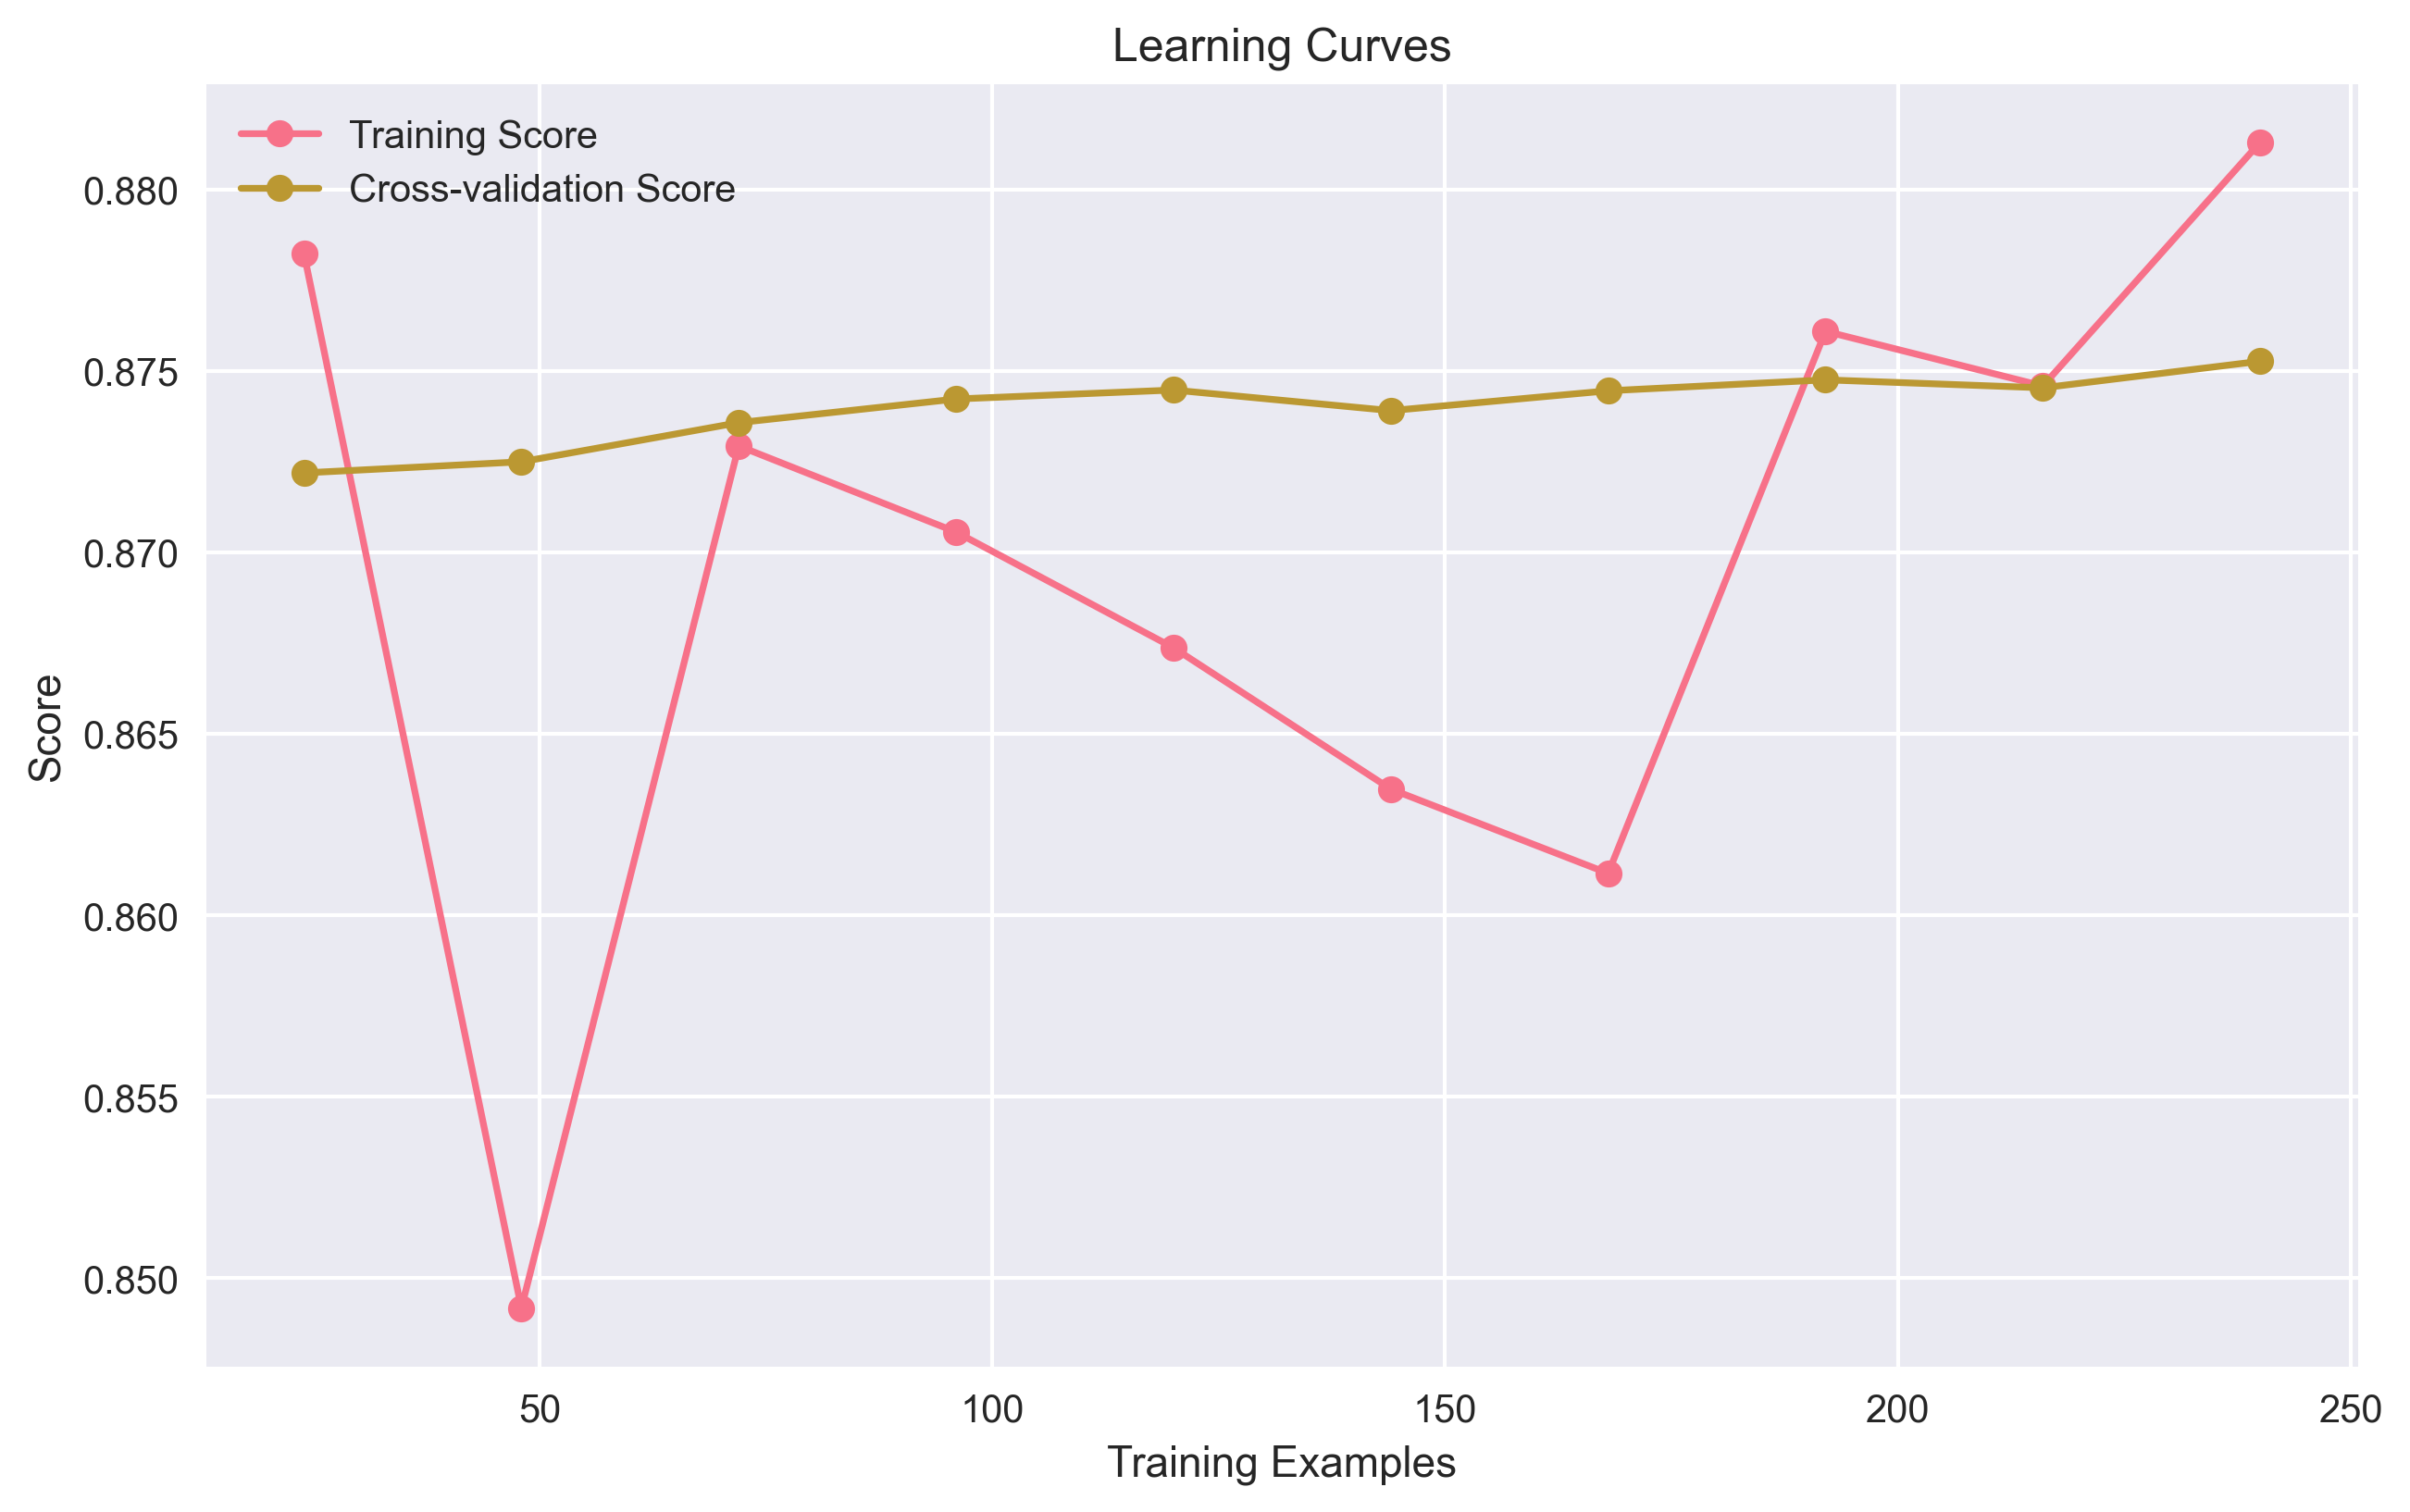 Learning Curves
Training Score
Cross-validation Score
0.880
0.875
0.870
0.865
0.860
0.855
0.850
Score
50 100 150 200 250
Training Examples